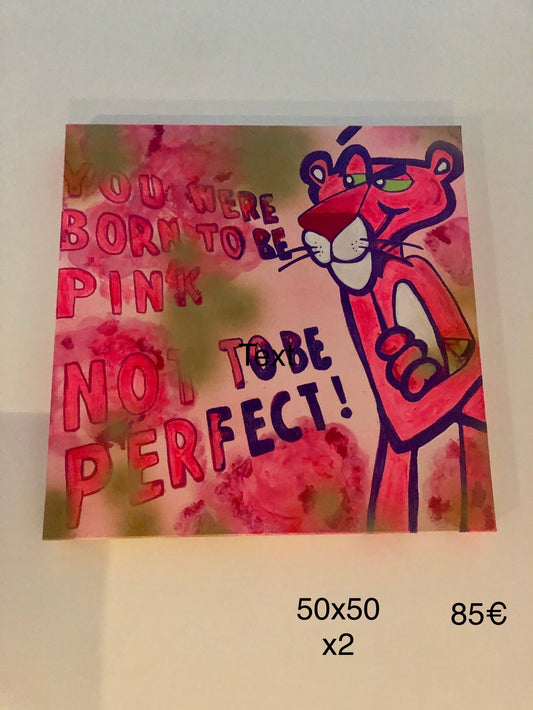 YOU WERE
BORN TO BE
PINK
NOT TO BE
Text
PERFECT!
50x50
x2
85€